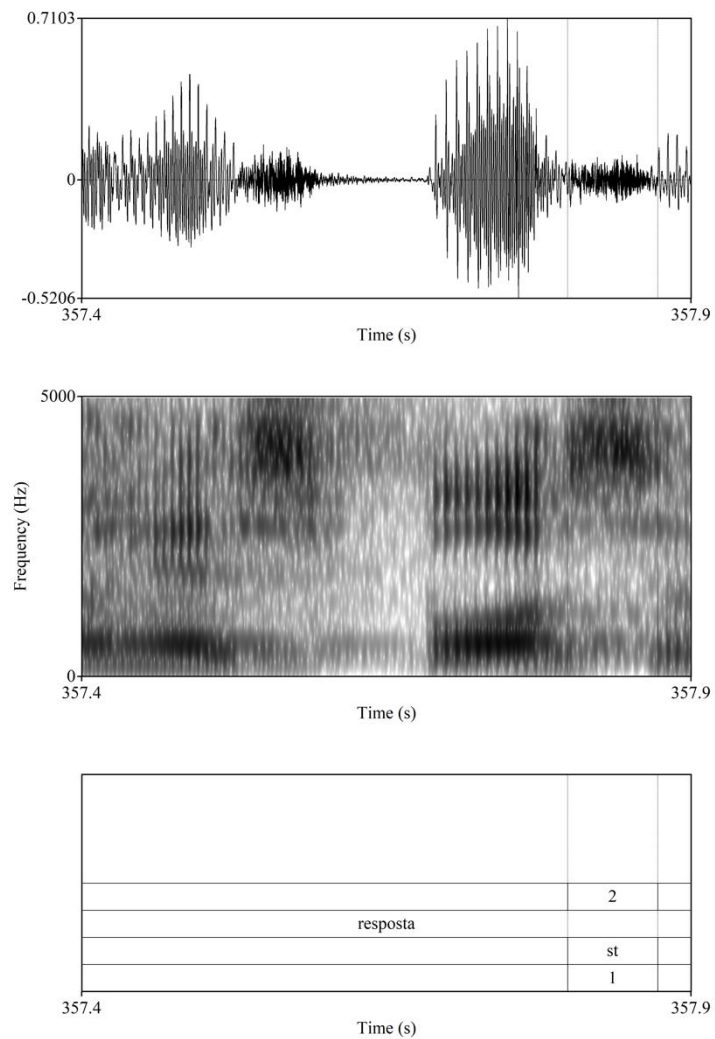 0.7103
0
-0.5206
357.4 357.9
Time (s)
5000
Frequency (Hz)
0
357.4 357.9
Time (s)
2
resposta
st
1
357.4 357.9
Time (s)